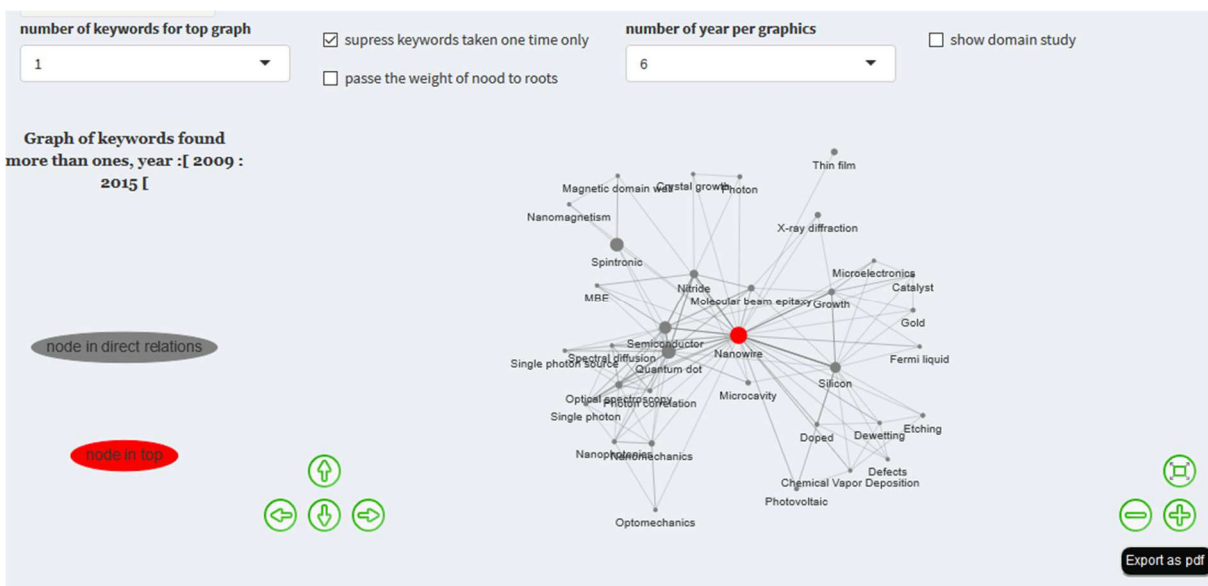 number of keywords for top graph
supress keywords taken one time only
number of year per graphics
show domain study
1
6
passe the weight of nood to roots
Graph of keywords found
more than ones, year :[ 2009 :
2015 [
Thin film
Magnetic domain wall
Crystal growth
Photon
Nanomagnetism
X-ray diffraction
Spintronic
Microelectronics
Nitride
Catalyst
MBE
Molecular beam epitaxy
Growth
Gold
node in direct relations
Semiconductor
Nanowire
Single photon source
Spectral diffusion
Quantum dot
Fermi liquid
Silicon
Optical spectroscopy
Photon correlation
Microcavity
Single photon
Doped
Dewetting
Etching
node in top
Nanophotonics
Nanomechanics
Defects
Chemical Vapor Deposition
Photovoltaic
Optomechanics
Export as pdf